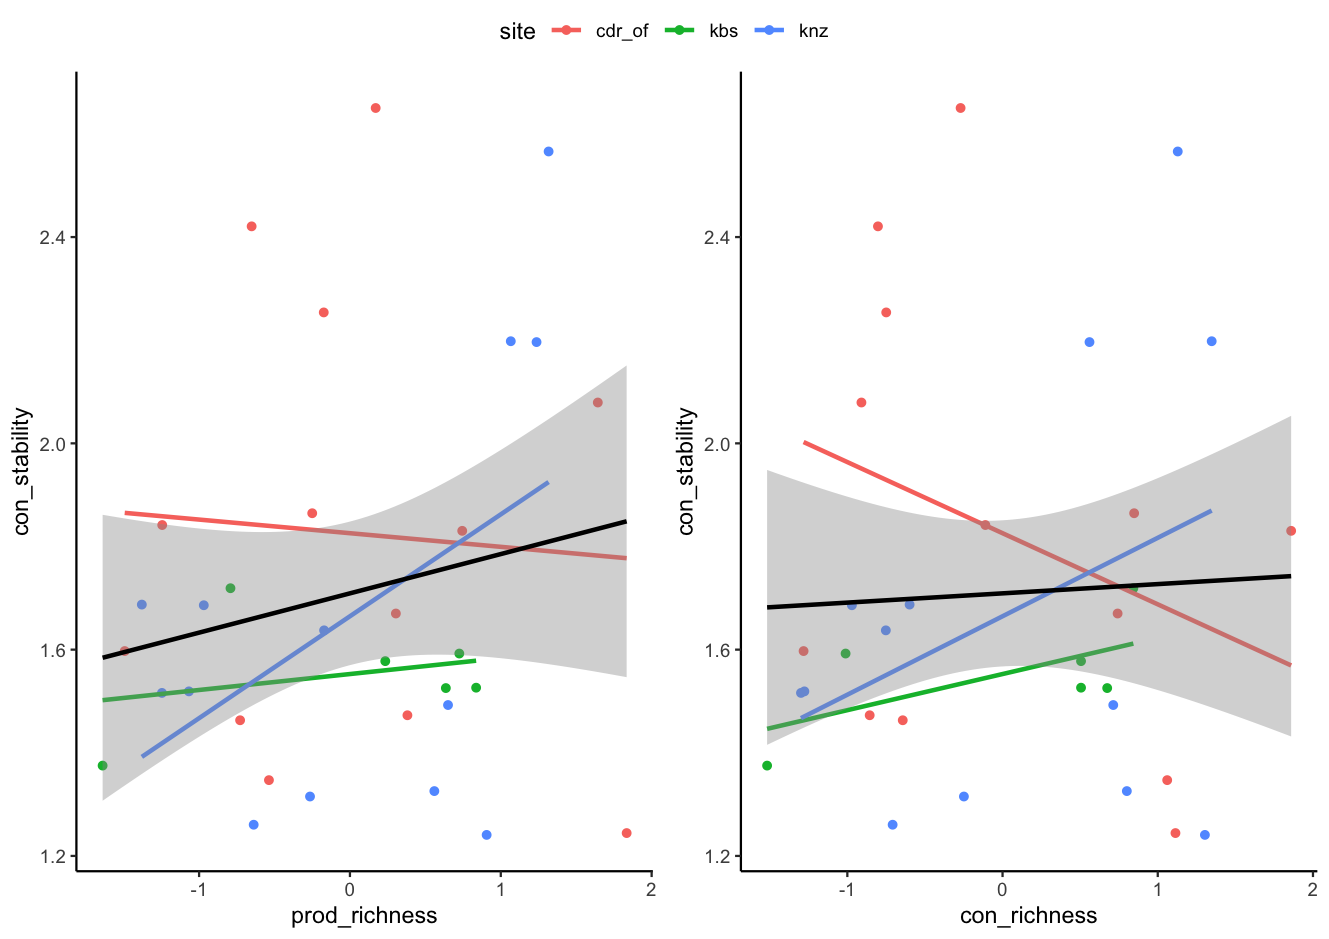 site cdr_of kbs knz
con_stability
2.4
2.0
1.6
1.2
-1 0 1 2
prod_richness
con_stability
2.4
2.0
1.6
1.2
-1 0 1 2
con_richness